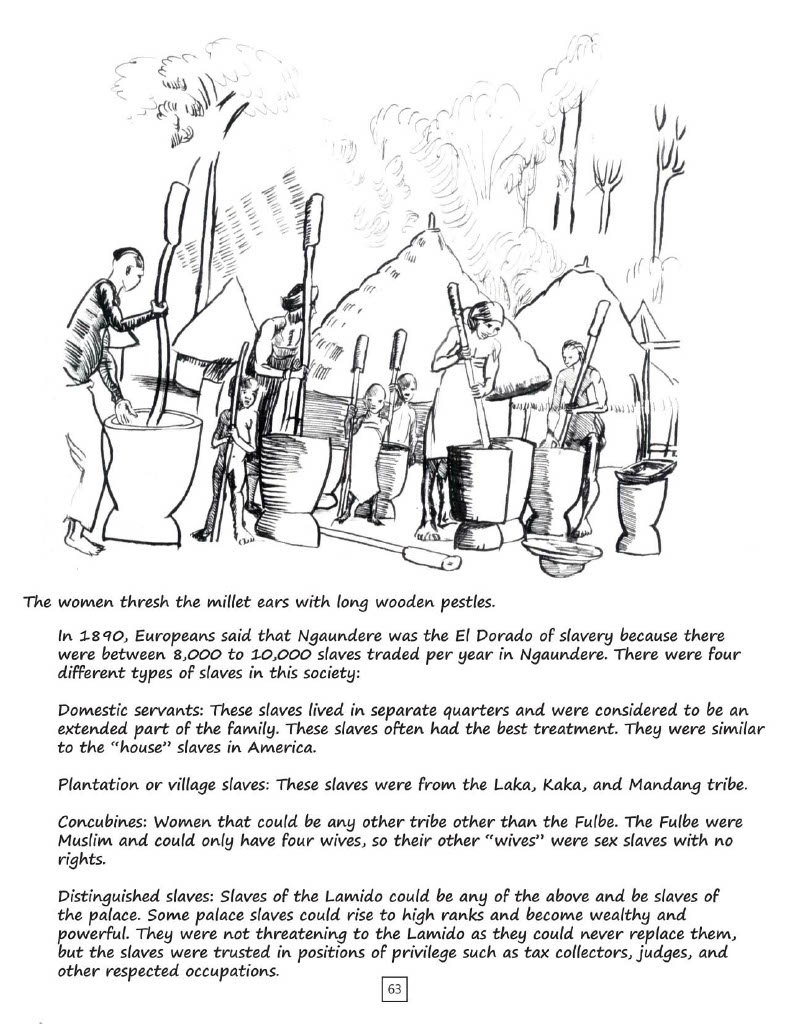 The women thresh the millet ears with long wooden pestles.
In 1890, Europeans said that Ngaundere was the El Dorado of slavery because there
were between 8,000 to 10,000 slaves traded per year in Ngaundere. There were four
different types of slaves in this society:
Domestic servants: These slaves lived in separate quarters and were considered to be an
extended part of the family. These slaves often had the best treatment. They were similar
to the “house” slaves in America.
Plantation or village slaves: These slaves were from the Laka, Kaka, and Mandang tribe.
Concubines: Women that could be any other tribe other than the Fulbe. The Fulbe were
Muslim and could only have four wives, so their other “wives” were sex slaves with no
rights.
Distinguished slaves: Slaves of the Lamido could be any of the above and be slaves of
the palace. Some palace slaves could rise to high ranks and become wealthy and
powerful. They were not threatening to the Lamido as they could never replace them,
but the slaves were trusted in positions of privilege such as tax collectors, judges, and
other respected occupations.
63